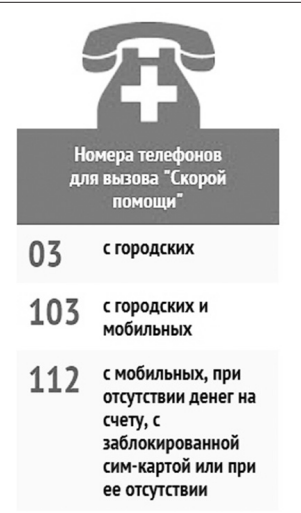 Номера телефонов
для вызова "Скорой
помощи"
03 с городских
103 с городских и
мобильных
112 с мобильных, при
отсутствии денег на
счету, с
заблокированной
сим-картой или при
ее отсутствии